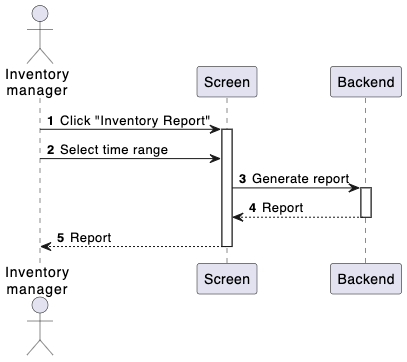 Inventory
manager
Screen
Backend
1 Click "Inventory Report"
2 Select time range
3 Generate report
4 Report
5 Report
Inventory
manager
Screen
Backend